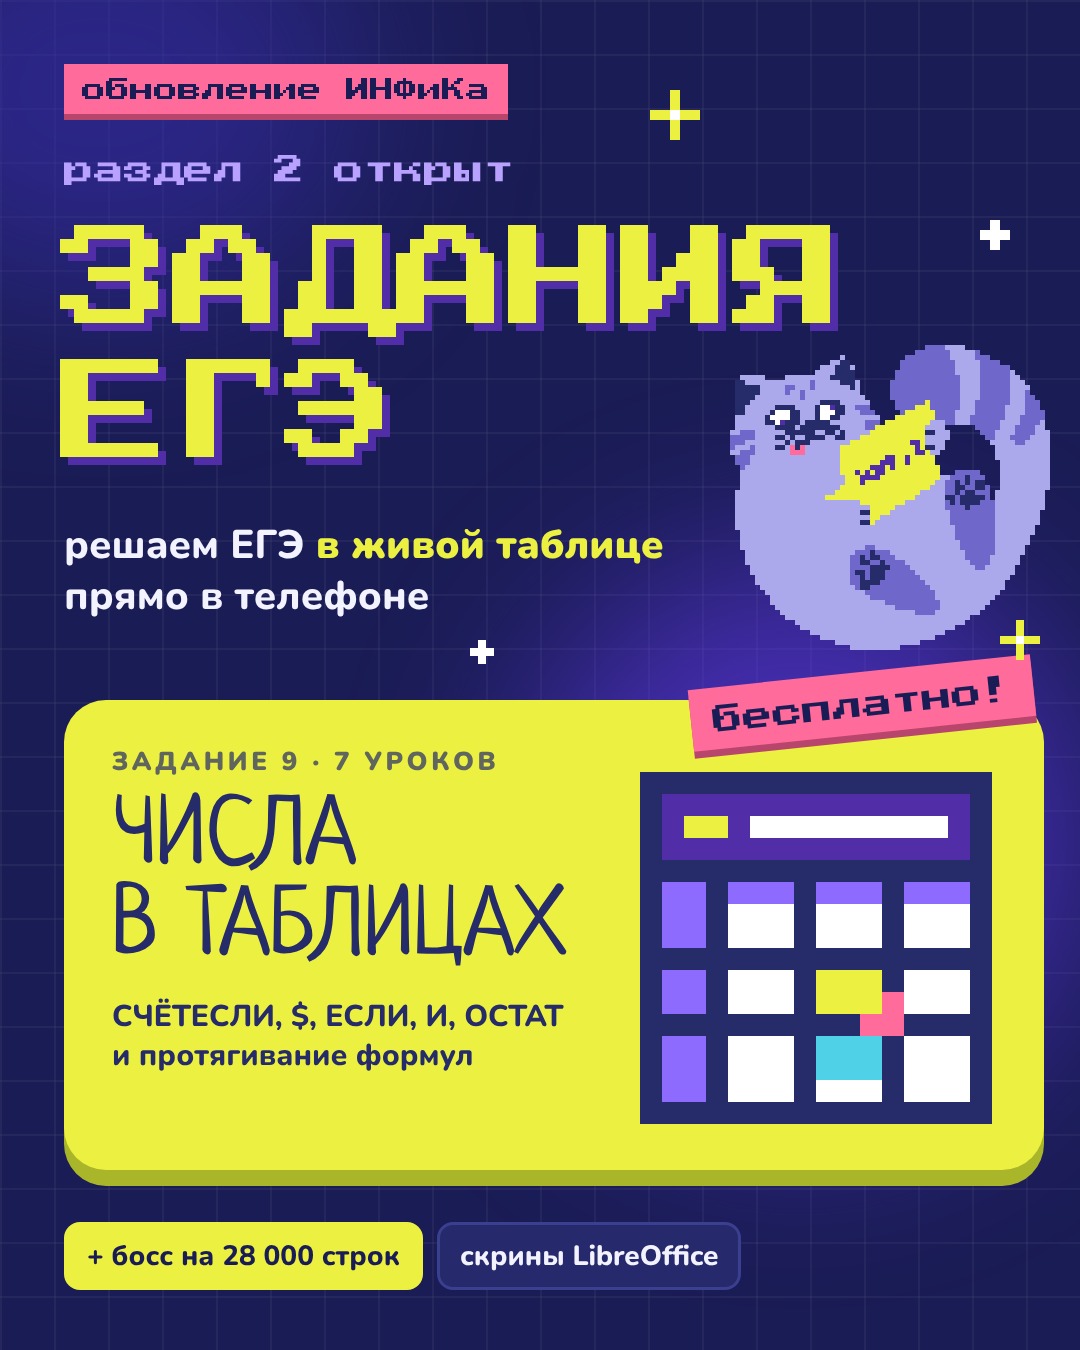 обновление ИНФиКа
раздел 2 открыт
ЗАДАНИЯ
ЕГЭ
решаем ЕГЭ в живой таблице
прямо в телефоне
бесплатно!
ЗАДАНИЕ 9 · 7 УРОКОВ
ЧИСЛА
В ТАБЛИЦАХ
СЧЁТЕСЛИ, $, ЕСЛИ, И, ОСТАТ
и протягивание формул
+ босс на 28 000 строк
скрины LibreOffice